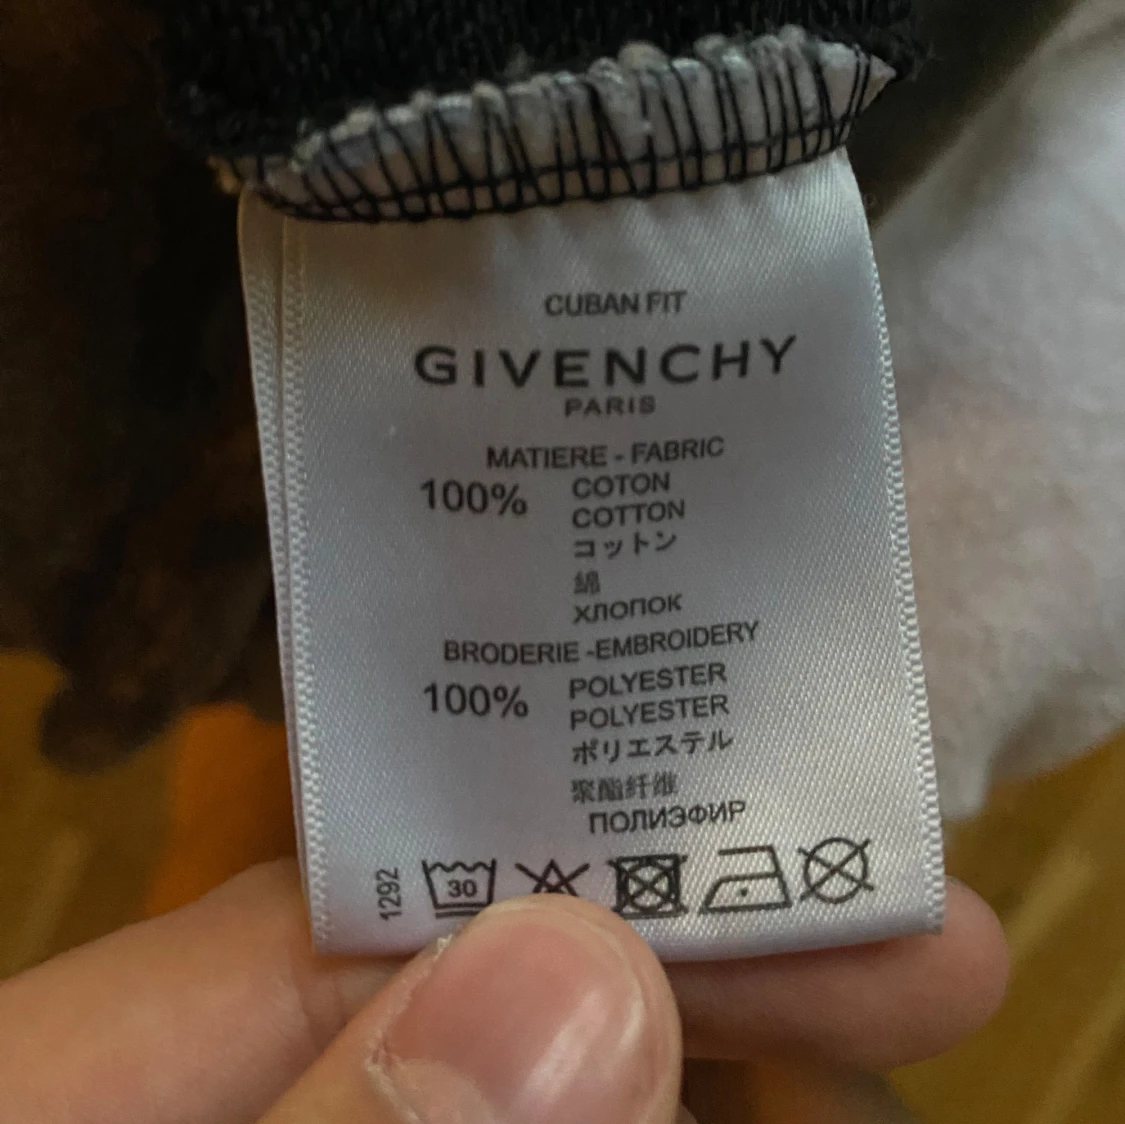 CUBAN FIT
GIVENCHY
PARIS
MATIERE - FABRIC
100% COTON
COTTON
コットン
綿
ХЛОПОК
BRODERIE -EMBROIDERY
100% POLYESTER
POLYESTER
ポリエステル
聚酯纤维
ПОЛИЭФИР
1292
30